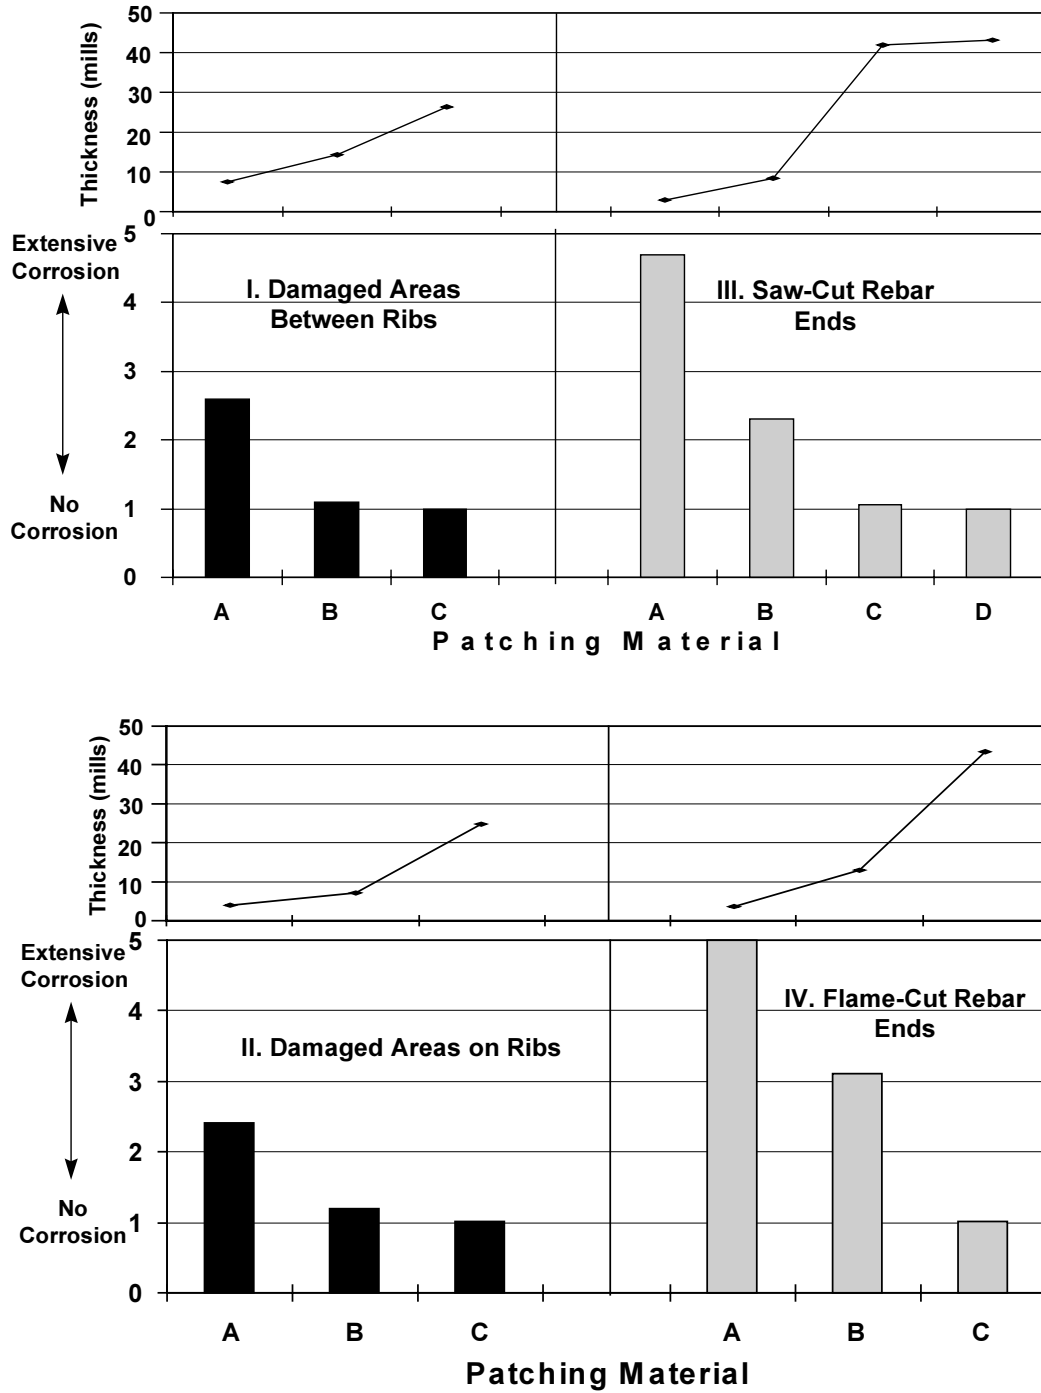 50
40
30
20
10
0
Thickness (mills)
Extensive
Corrosion
No
Corrosion
5
4
3
2
1
0
I. Damaged Areas
Between Ribs
III. Saw-Cut Rebar
Ends
A B C A B C D
Patching Material
50
40
30
20
10
0
Thickness (mills)
Extensive
Corrosion
No
Corrosion
5
4
3
2
1
0
II. Damaged Areas on Ribs
IV. Flame-Cut Rebar
Ends
A B C A B C
Patching Material